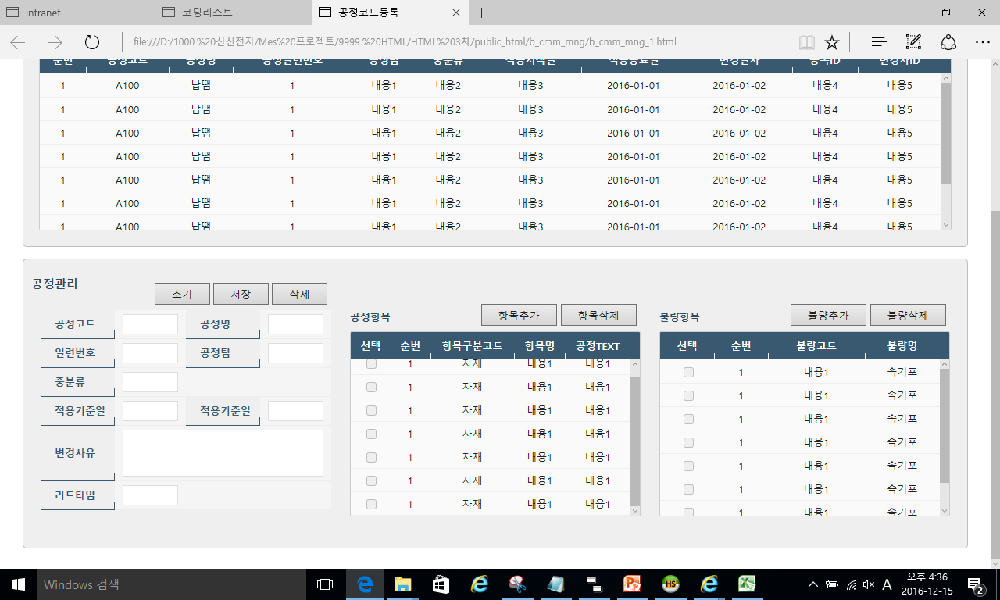 intranet 코딩리스트 공정코드등록
file:///D:/1000.%20신신전자/Mes%20프로젝트/9999.%20HTML/HTML%203차/public_html/b_cmm_mng/b_cmm_mng_1.html
순번 공정코드 공정명 공정일련번호 공정팀 중분류 적용시작일 적용종료일 변경일자 등록ID 변경자ID
1 A100 납땜 1 내용1 내용2 내용3 2016-01-01 2016-01-02 내용4 내용5
1 A100 납땜 1 내용1 내용2 내용3 2016-01-01 2016-01-02 내용4 내용5
1 A100 납땜 1 내용1 내용2 내용3 2016-01-01 2016-01-02 내용4 내용5
1 A100 납땜 1 내용1 내용2 내용3 2016-01-01 2016-01-02 내용4 내용5
1 A100 납땜 1 내용1 내용2 내용3 2016-01-01 2016-01-02 내용4 내용5
1 A100 납땜 1 내용1 내용2 내용3 2016-01-01 2016-01-02 내용4 내용5
1 A100 납땜 1 내용1 내용2 내용3 2016-01-01 2016-01-02 내용4 내용5
공정관리
초기 저장 삭제
공정코드 공정명
일련번호 공정팀
중분류
적용기준일 적용기준일
변경사유
리드타임
공정항목 항목추가 항목삭제
선택 순번 항목구분코드 항목명 공정TEXT
1 자재 내용1 내용1
1 자재 내용1 내용1
1 자재 내용1 내용1
1 자재 내용1 내용1
1 자재 내용1 내용1
1 자재 내용1 내용1
1 자재 내용1 내용1
불량항목 불량추가 불량삭제
선택 순번 불량코드 불량명
1 내용1 속기포
1 내용1 속기포
1 내용1 속기포
1 내용1 속기포
1 내용1 속기포
1 내용1 속기포
1 내용1 속기포
Windows 검색
HS
A
오후 4:36
2016-12-15
2